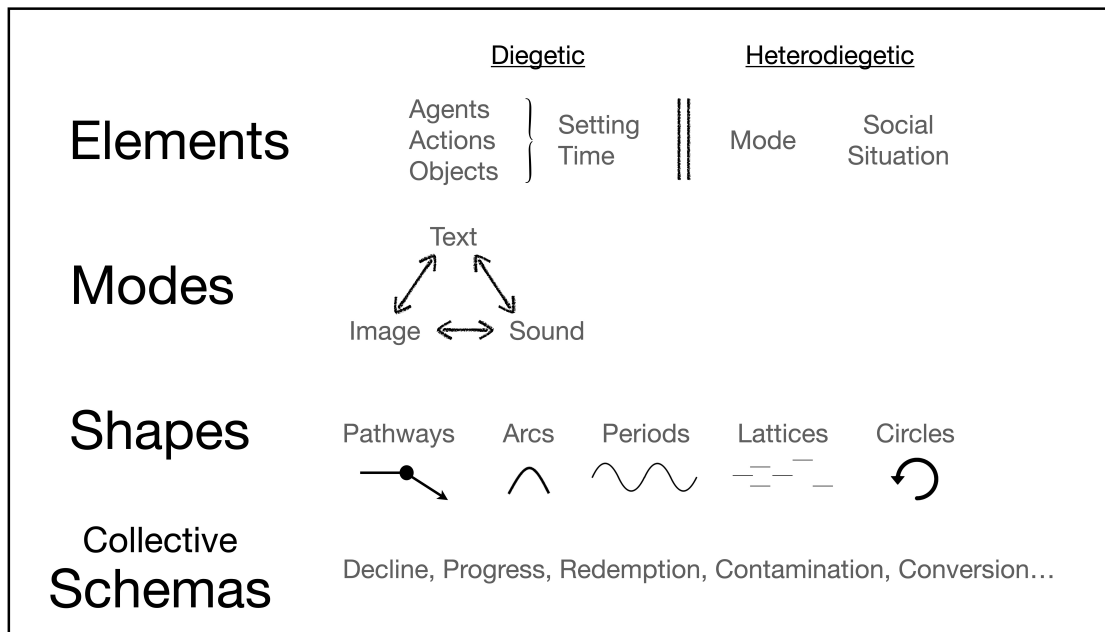 Diegetic
Heterodiegetic
Elements
Agents
Actions
Objects
Setting
Time
Mode
Social
Situation
Modes
Text
Image
Sound
Shapes
Pathways
Arcs
Periods
Lattices
Circles
Collective
Schemas
Decline, Progress, Redemption, Contamination, Conversion…